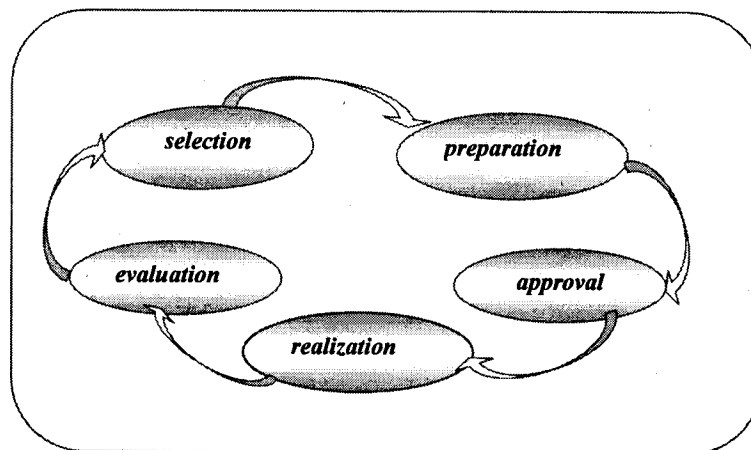 selection
preparation
approval
realization
evaluation